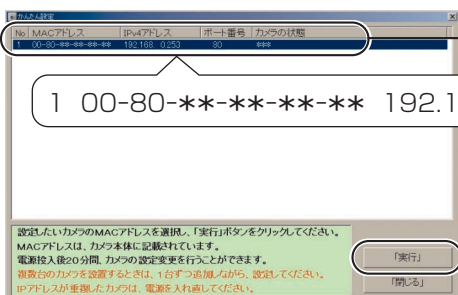 かんたん設定
No MACアドレス IPv4アドレス ポート番号 カメラの状態
1 00-80-**-**-**-** 192.168. 0.253 80 ***
1 00-80-**-**-**-** 192.1
設定したいカメラのMACアドレスを選択し、「実行」ボタンをクリックしてください。
MACアドレスは、カメラ本体に記載されています。
電源投入後20分間、カメラの設定変更を行うことができます。
複数台のカメラを設置するときは、1台ずつ追加しながら、設定してください。
IPアドレスが重複したカメラは、電源を入れ直してください。
「実行」
「閉じる」